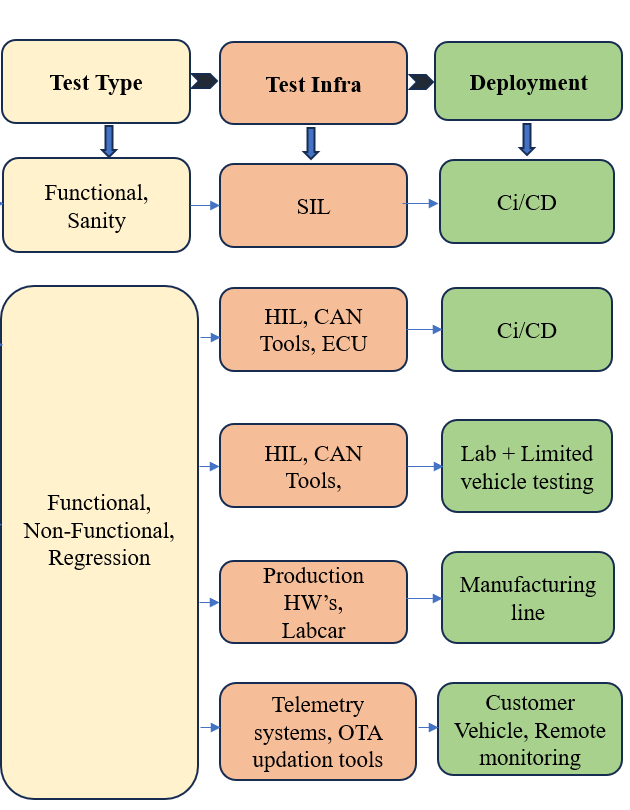 Test Type
Test Infra
Deployment
Functional,
Sanity
SIL
Ci/CD
Functional,
Non-Functional,
Regression
HIL, CAN
Tools, ECU
Ci/CD
HIL, CAN
Tools,
Lab + Limited
vehicle testing
Production
HW's,
Labcar
Manufacturing
line
Telemetry
systems, OTA
updation tools
Customer
Vehicle, Remote
monitoring